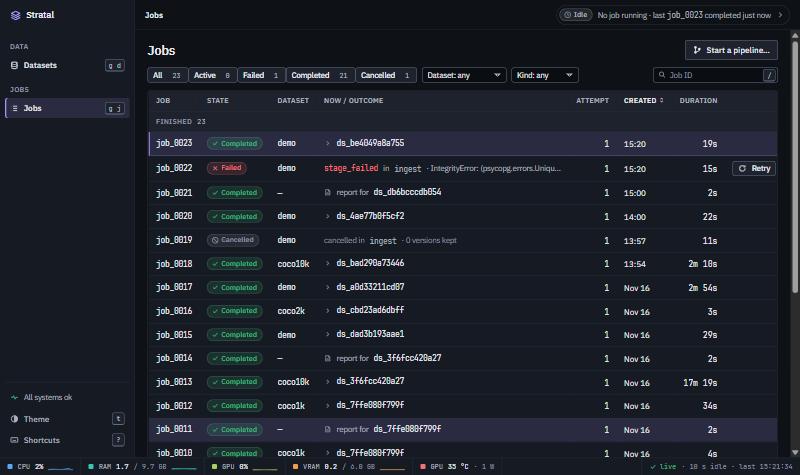 Stratal
Jobs
Idle No job running · last job_0023 completed just now
DATA
Datasets g d
JOBS
Jobs g j
Jobs
Start a pipeline...
All 23 Active 0 Failed 1 Completed 21 Cancelled 1 Dataset: any Kind: any Job ID /
JOB STATE DATASET NOW / OUTCOME ATTEMPT CREATED DURATION
FINISHED 23
job_0023 Completed demo ds_be4049a8a755 1 15:20 19s
job_0022 Failed demo stage_failed in ingest · IntegrityError: (psycopg.errors.Uniqu... 1 15:20 15s Retry
job_0021 Completed — report for ds_db6bcccdb054 1 15:00 2s
job_0020 Completed demo ds_4ae77b0f5cf2 1 14:00 22s
job_0019 Cancelled demo cancelled in ingest · 0 versions kept 1 13:57 11s
job_0018 Completed coco10k ds_bad290a73446 1 13:54 2m 10s
job_0017 Completed demo ds_a0d33211cd07 1 Nov 16 2m 54s
job_0016 Completed coco2k ds_cbd23ad6dbff 1 Nov 16 3s
job_0015 Completed demo ds_dad3b193aae1 1 Nov 16 29s
job_0014 Completed — report for ds_3f6fcc420a27 1 Nov 16 2s
job_0013 Completed coco10k ds_3f6fcc420a27 1 Nov 16 17m 19s
job_0012 Completed coco1k ds_7ffe080f799f 1 Nov 16 34s
job_0011 Completed — report for ds_7ffe080f799f 1 Nov 16 2s
job_0010 Completed coco1k ds_7ffe080f799f 1 Nov 16 4s
All systems ok
Theme t
Shortcuts ?
CPU 2% RAM 1.7 / 9.7 GB GPU 0% VRAM 0.2 / 6.0 GB GPU 35 °C · 1 W live · 10 s idle · last 15:21:34